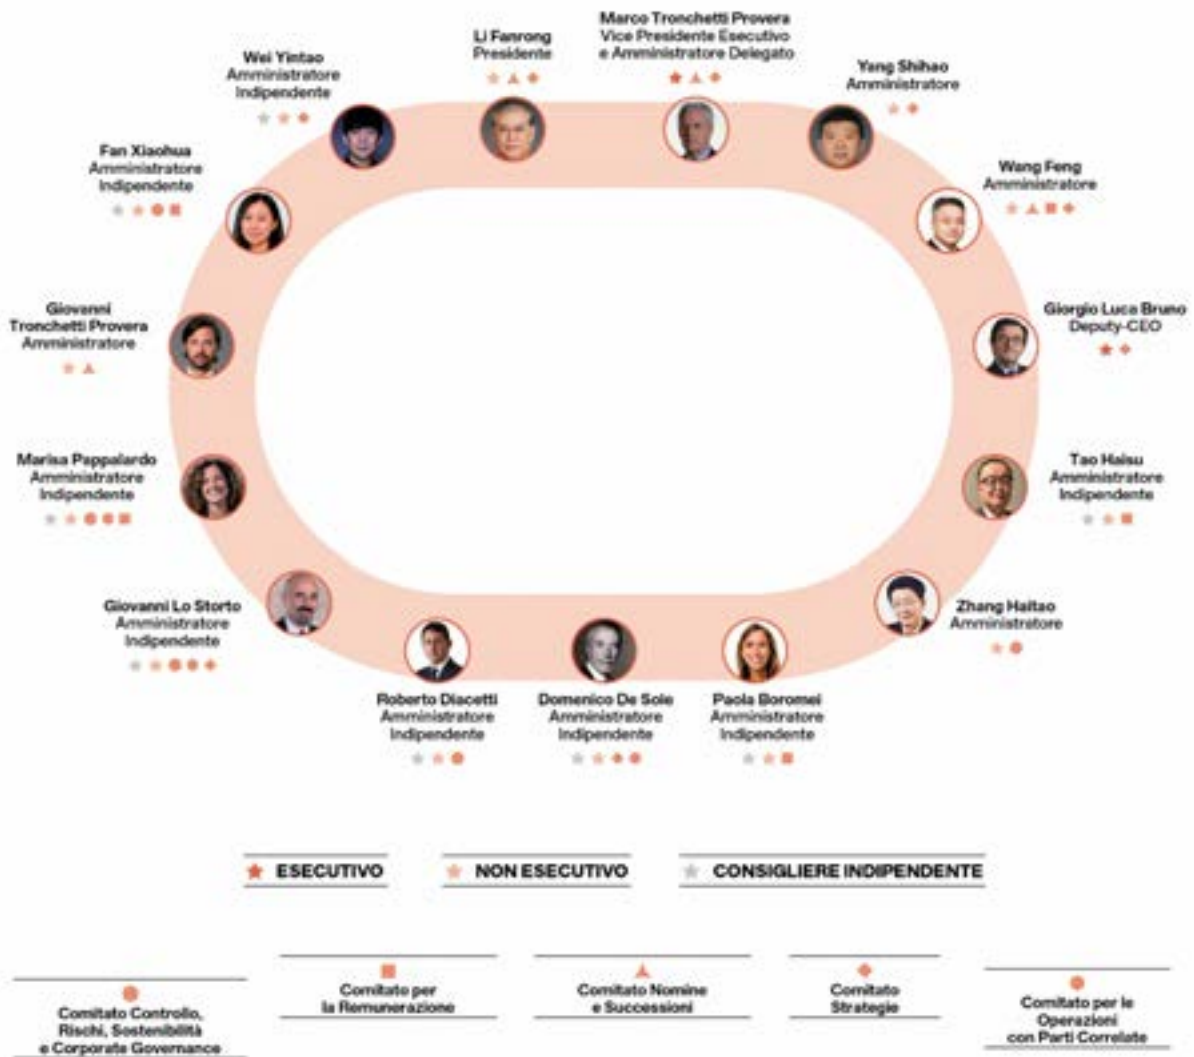 Li Fanrong
Presidente
Marco Tronchetti Provera
Vice Presidente Esecutivo
e Amministratore Delegato
Wei Yintao
Amministratore
Indipendente
Yang Shihao
Amministratore
Fan Xiaohua
Amministratore
Indipendente
Wang Feng
Amministratore
Giovanni
Tronchetti Provera
Amministratore
Giorgio Luca Bruno
Deputy-CEO
Marisa Pappalardo
Amministratore
Indipendente
Tao Haisu
Amministratore
Indipendente
Giovanni Lo Storto
Amministratore
Indipendente
Zhang Haitao
Amministratore
Roberto Diacetti
Amministratore
Indipendente
Domenico De Sole
Amministratore
Indipendente
Paola Boromei
Amministratore
Indipendente
ESECUTIVO
NON ESECUTIVO
CONSIGLIERE INDIPENDENTE
Comitato Controllo,
Rischi, Sostenibilità
e Corporate Governance
Comitato per
la Remunerazione
Comitato Nomine
e Successioni
Comitato
Strategie
Comitato per le
Operazioni
con Parti Correlate